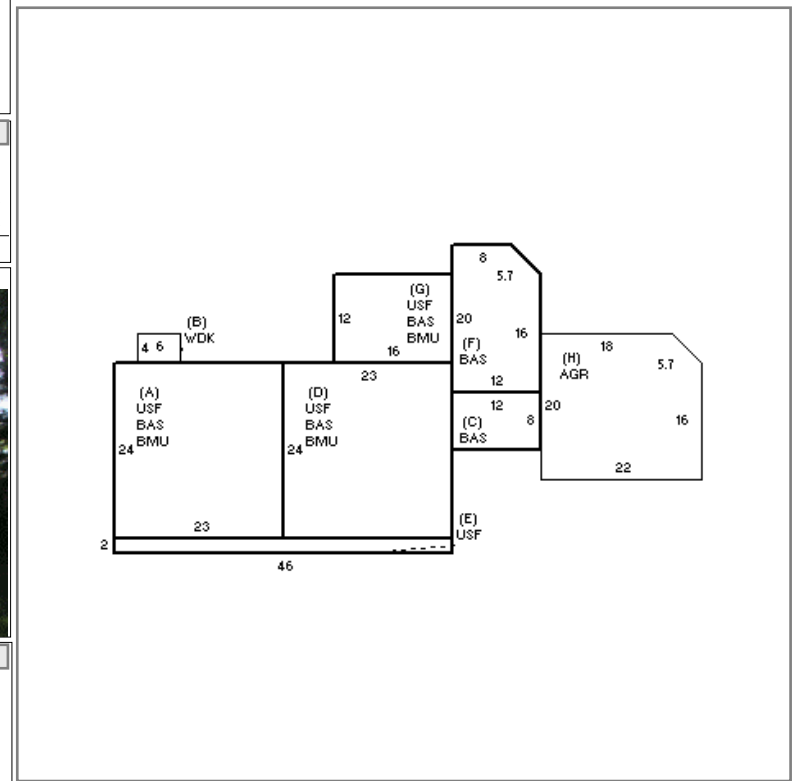 8
5.7
(G)
USF
BAS
BMU
12
16
20
16
(F)
BAS
12
(B)
WDK
4 6
18
5.7
(H)
AGR
20
16
22
23
(A)
USF
BAS
BMU
24
23
(D)
USF
BAS
BMU
24
12
8
(C)
BAS
(E)
USF
2
46